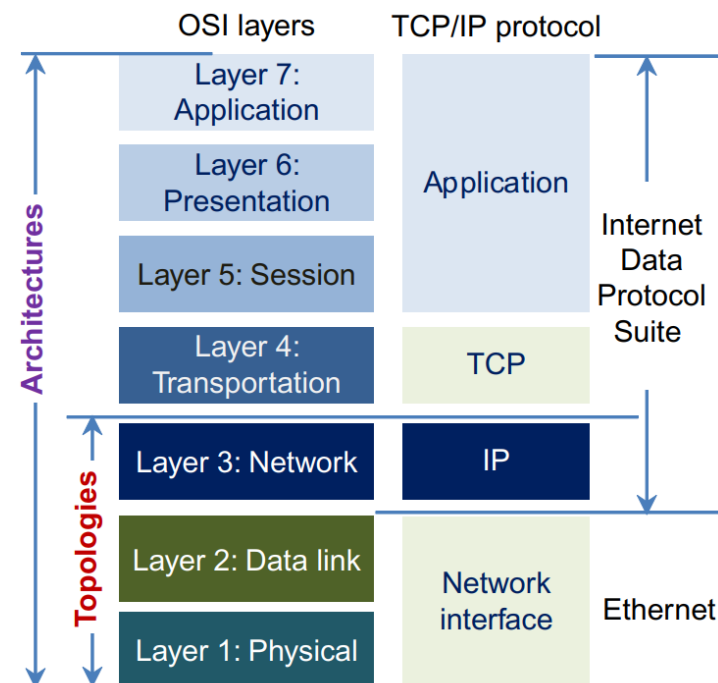 OSI layers
TCP/IP protocol
Layer 7:
Application
Layer 6:
Presentation
Layer 5: Session
Layer 4:
Transportation
Layer 3: Network
Layer 2: Data link
Layer 1: Physical
Application
TCP
IP
Network
interface
Internet
Data
Protocol
Suite
Ethernet
Architectures
Topologies